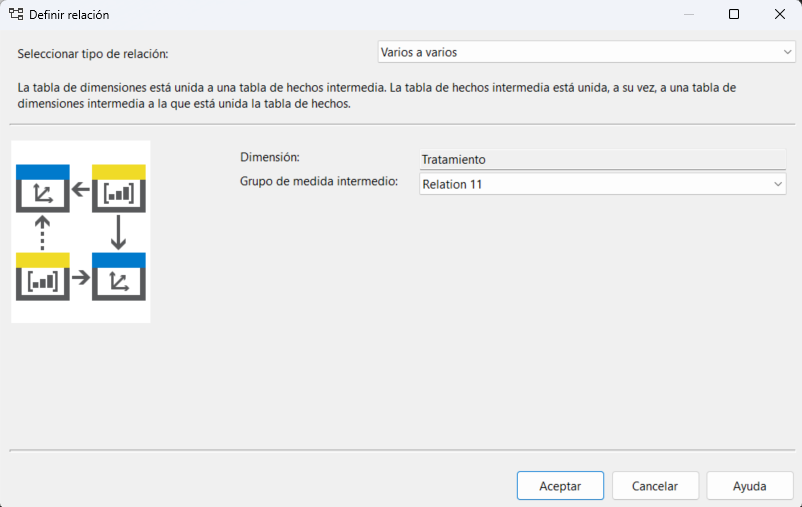 Definir relación
Seleccionar tipo de relación:
Varios a varios
La tabla de dimensiones está unida a una tabla de hechos intermedia. La tabla de hechos intermedia está unida, a su vez, a una tabla de
dimensiones intermedia a la que está unida la tabla de hechos.
Dimensión:
Tratamiento
Grupo de medida intermedio:
Relation 11
Aceptar
Cancelar
Ayuda